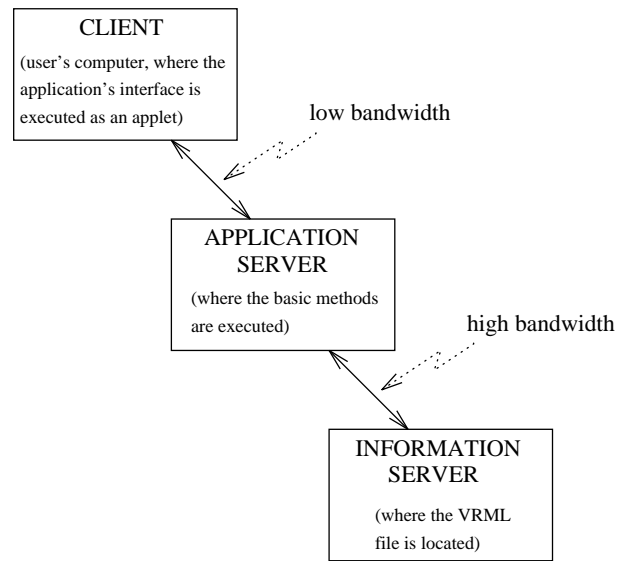 CLIENT
(user's computer, where the
application's interface is
executed as an applet)
low bandwidth
APPLICATION
SERVER
(where the basic methods
are executed)
high bandwidth
INFORMATION
SERVER
(where the VRML
file is located)